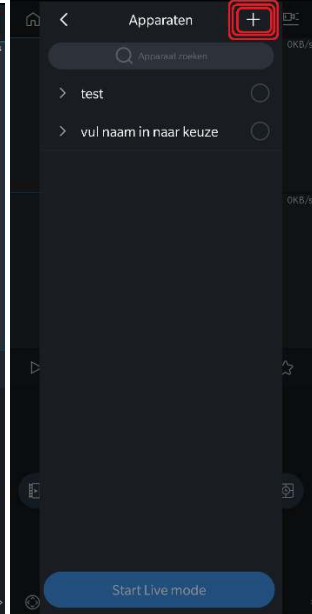 Apparaten
0KB/s
Apparaat zoeken
test
vul naam in naar keuze
0KB/s
Start Live mode